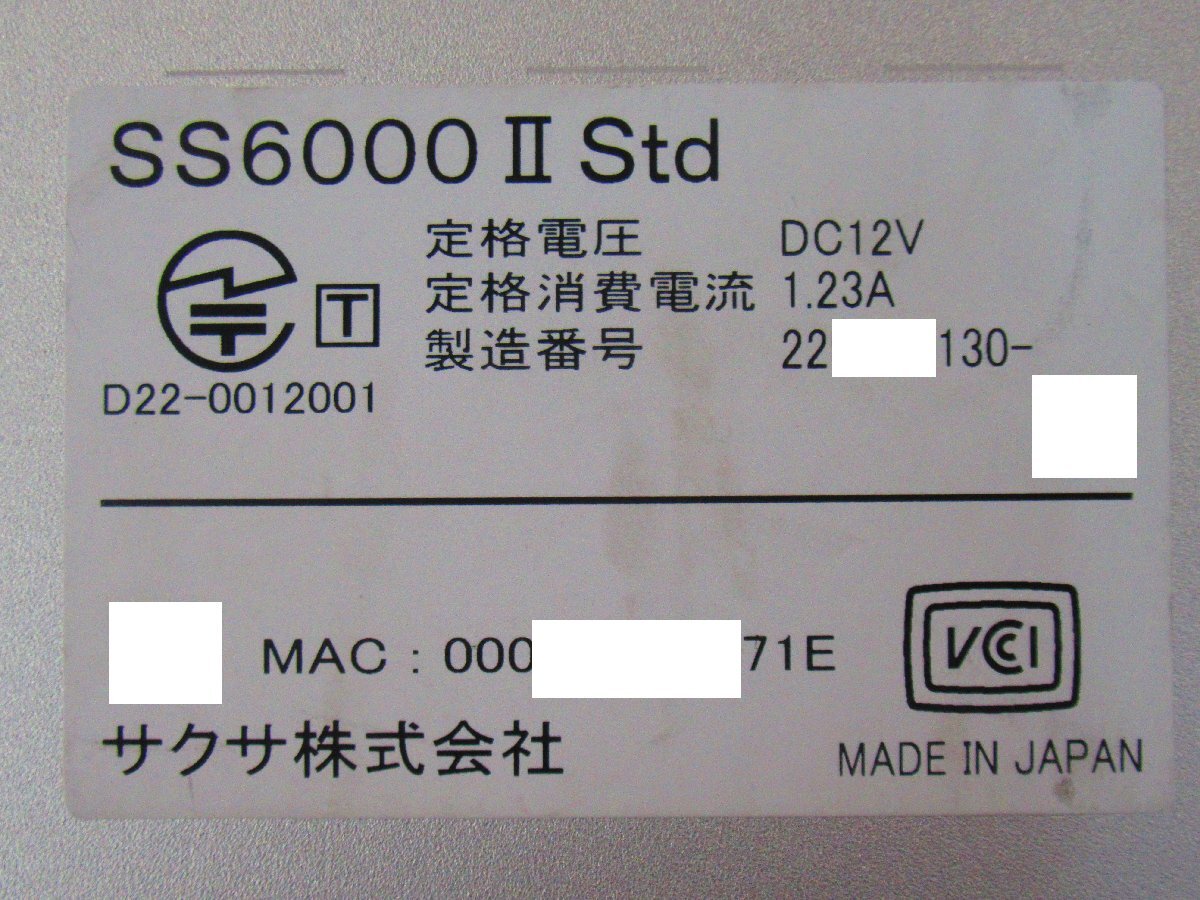 SS6000 Ⅱ Std
定格電圧 DC12V
定格消費電流 1.23A
製造番号 22 130-
T
D22-0012001
MAC : 000 71E
VCCI
サクサ株式会社
MADE IN JAPAN